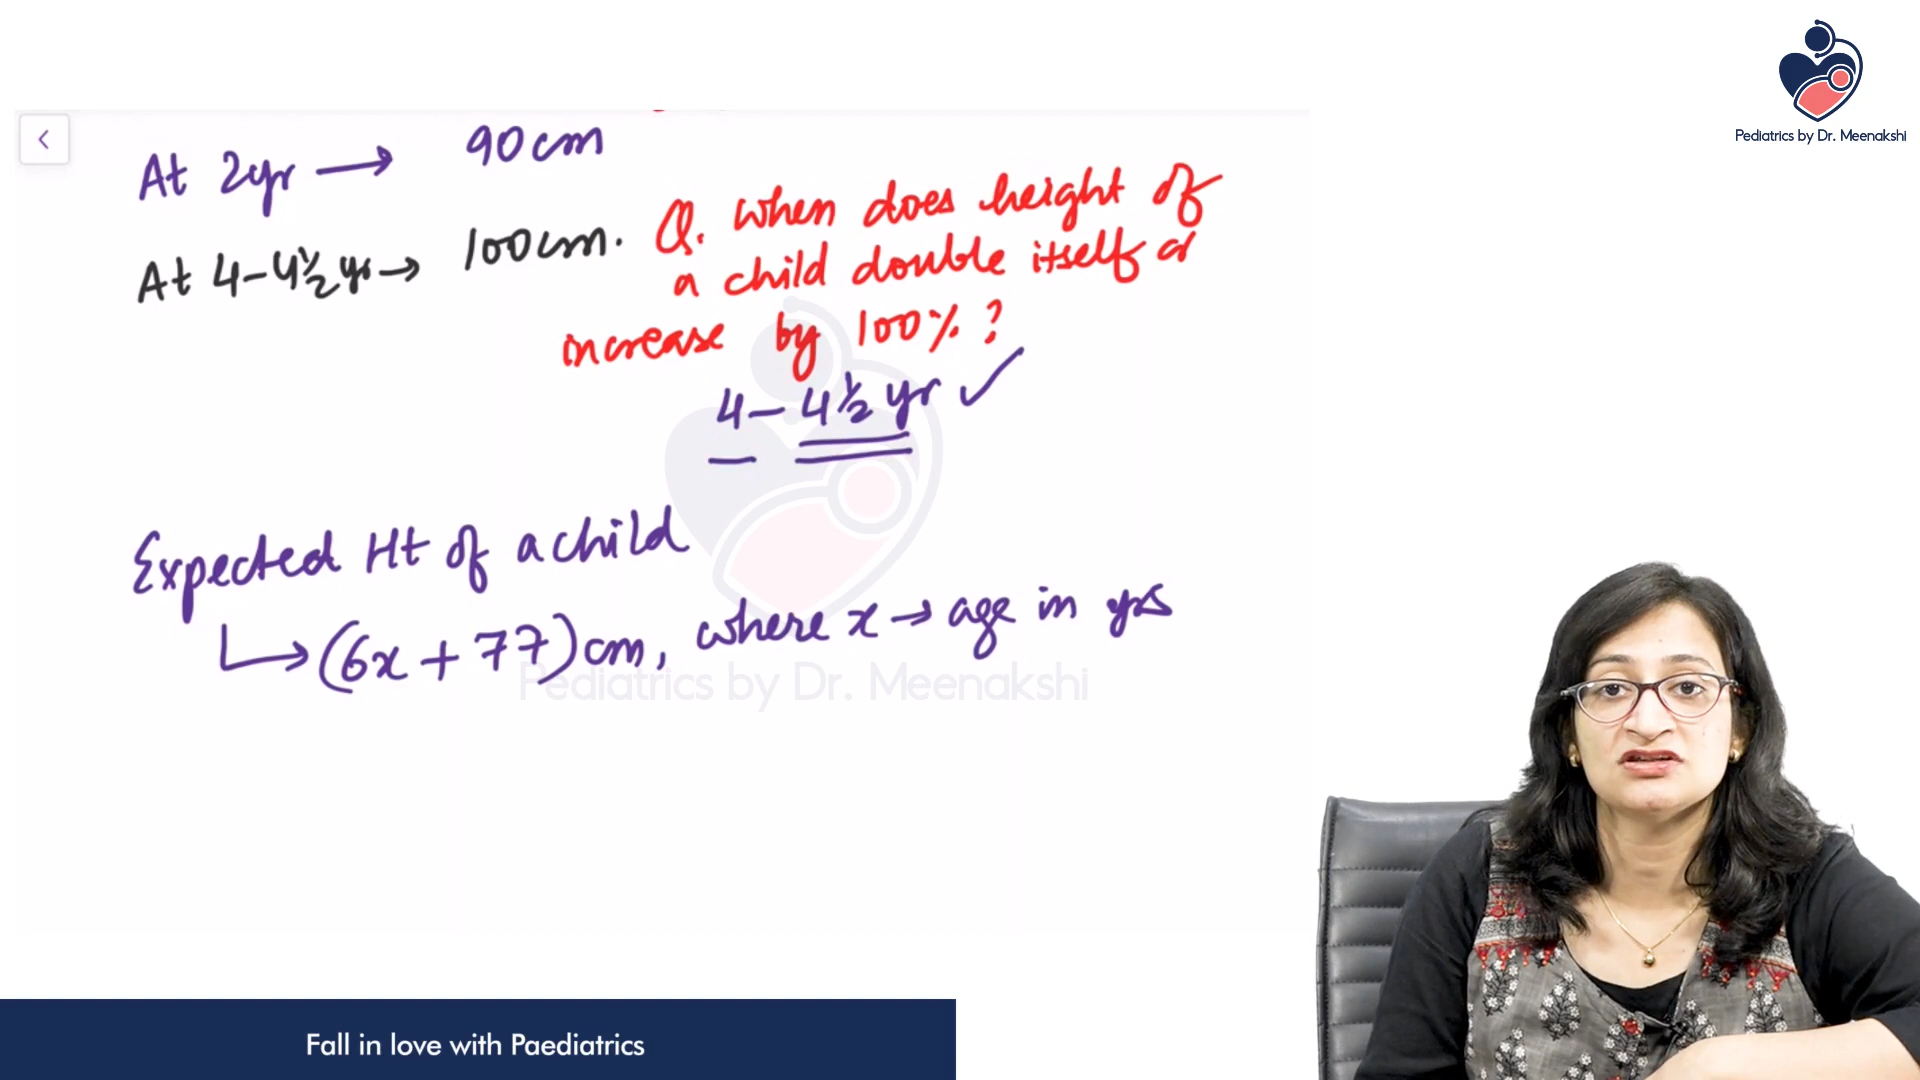 Pediatrics by Dr. Meenakshi
At 2yr → 90cm
At 4-4½ yr → 100cm.
Q. When does height of
a child double itself or
increase by 100%?
4 - 4½ yr ✓
Expected Ht of a child
↳ (6x + 77) cm, where x → age in yrs
Pediatrics by Dr. Meenakshi
Fall in love with Paediatrics